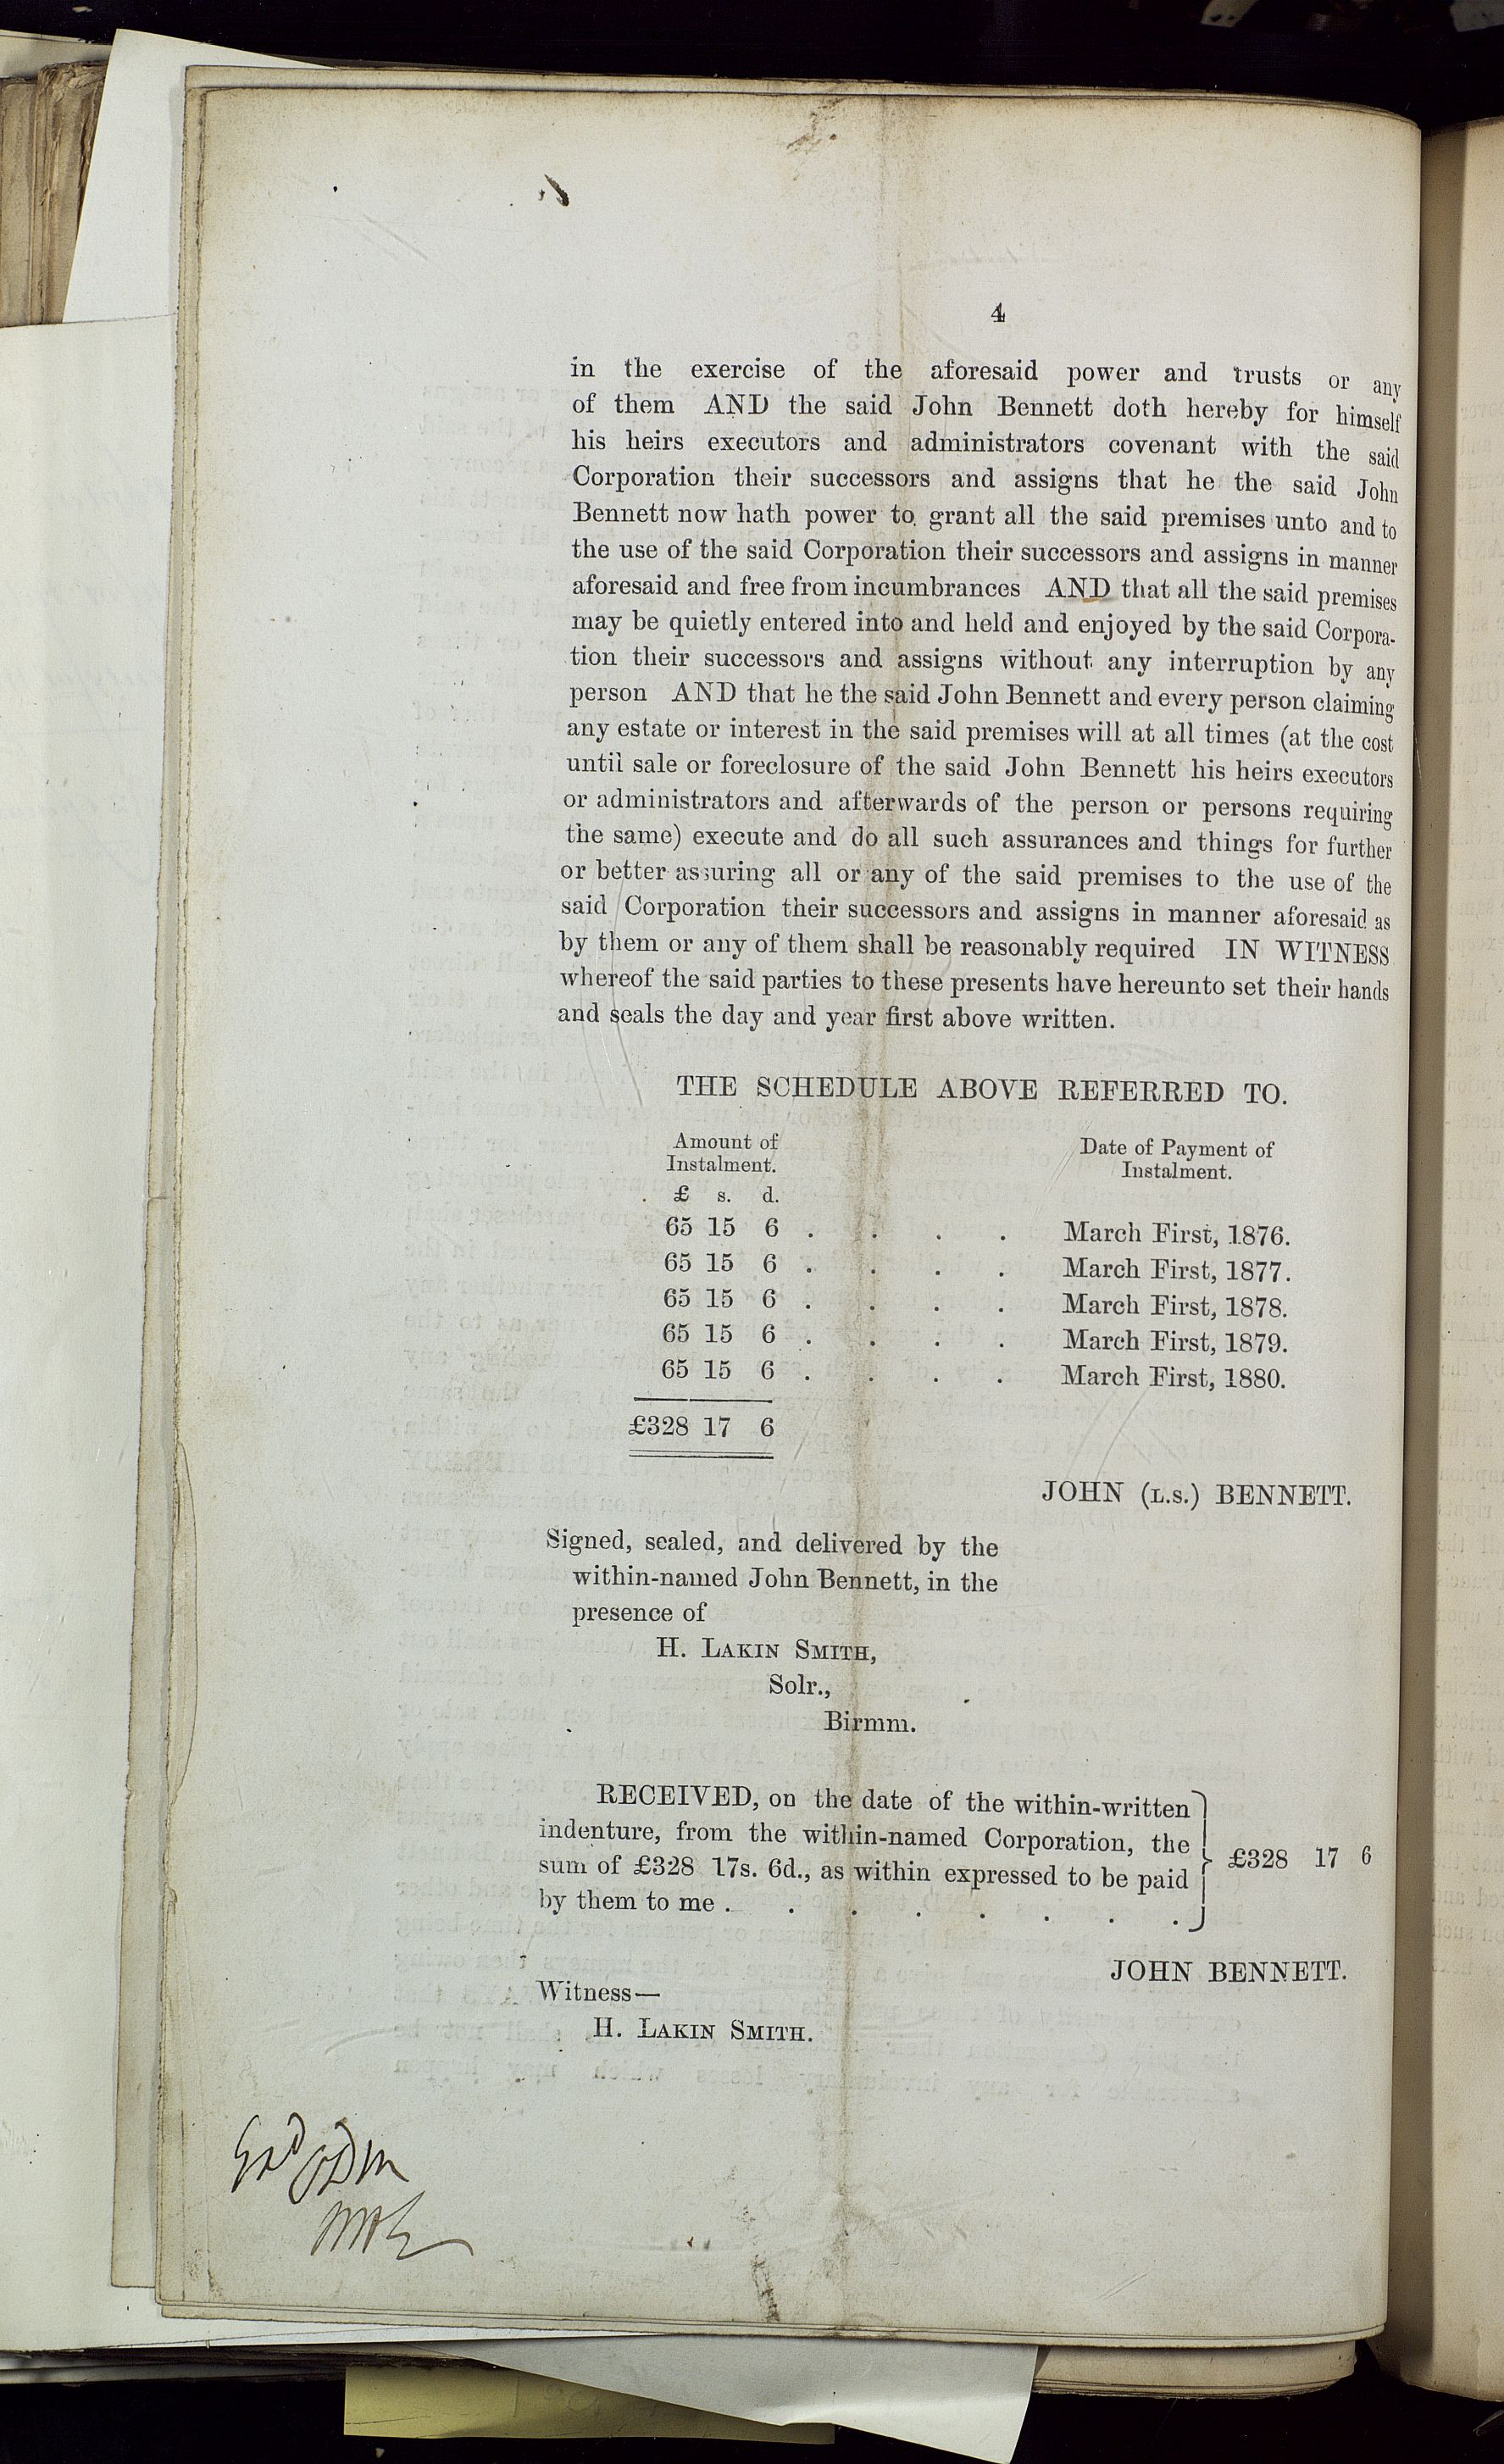 4
in the exercise of the aforesaid power and trusts or any
of them AND the said John Bennett doth hereby for himself
his heirs executors and administrators covenant with the said
Corporation their successors and assigns that he the said John
Bennett now hath power to grant all the said premises unto and to
the use of the said Corporation their successors and assigns in manner
aforesaid and free from incumbrances AND that all the said premises
may be quietly entered into and held and enjoyed by the said Corpora-
tion their successors and assigns without any interruption by any
person AND that he the said John Bennett and every person claiming
any estate or interest in the said premises will at all times (at the cost
until sale or foreclosure of the said John Bennett his heirs executors
or administrators and afterwards of the person or persons requiring
the same) execute and do all such assurances and things for further
or better assuring all or any of the said premises to the use of the
said Corporation their successors and assigns in manner aforesaid as
by them or any of them shall be reasonably required IN WITNESS
whereof the said parties to these presents have hereunto set their hands
and seals the day and year first above written.
THE SCHEDULE ABOVE REFERRED TO.
Amount of Date of Payment of
Instalment. Instalment.
£ s. d.
65 15 6 . . . . March First, 1876.
65 15 6 . . . . March First, 1877.
65 15 6 . . . . March First, 1878.
65 15 6 . . . . March First, 1879.
65 15 6 . . . . March First, 1880.
£328 17 6
JOHN (L.S.) BENNETT.
Signed, sealed, and delivered by the
within-named John Bennett, in the
presence of
H. LAKIN SMITH,
Solr.,
Birmm.
RECEIVED, on the date of the within-written
indenture, from the within-named Corporation, the
sum of £328 17s. 6d., as within expressed to be paid £328 17 6
by them to me . . . . . . . .
JOHN BENNETT.
Witness—
H. LAKIN SMITH.